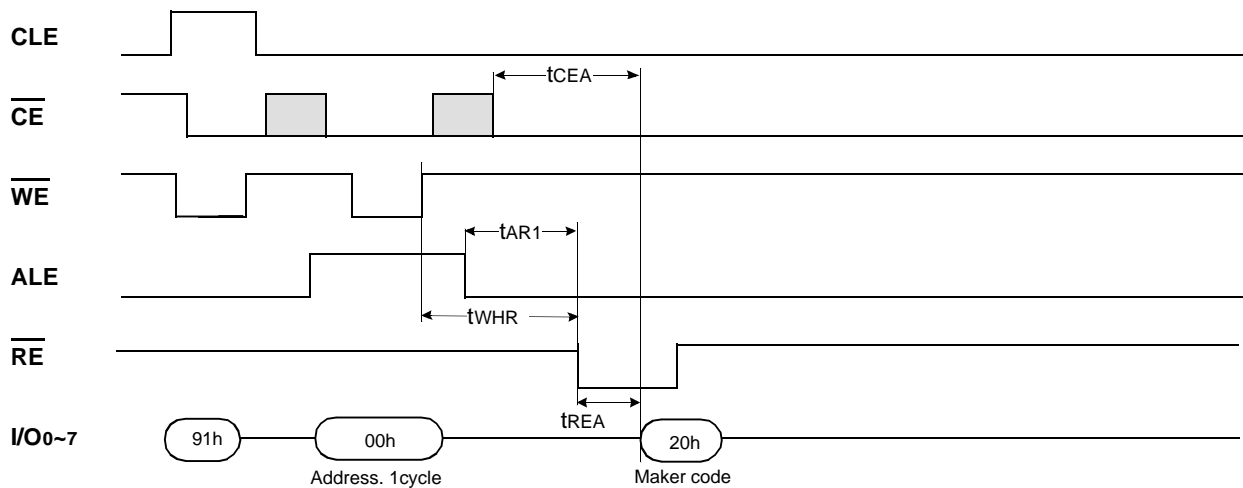 CLE
tCEA
CE
WE
tAR1
ALE
tWHR
RE
tREA
I/O0~7
91h
00h
20h
Address. 1cycle
Maker code